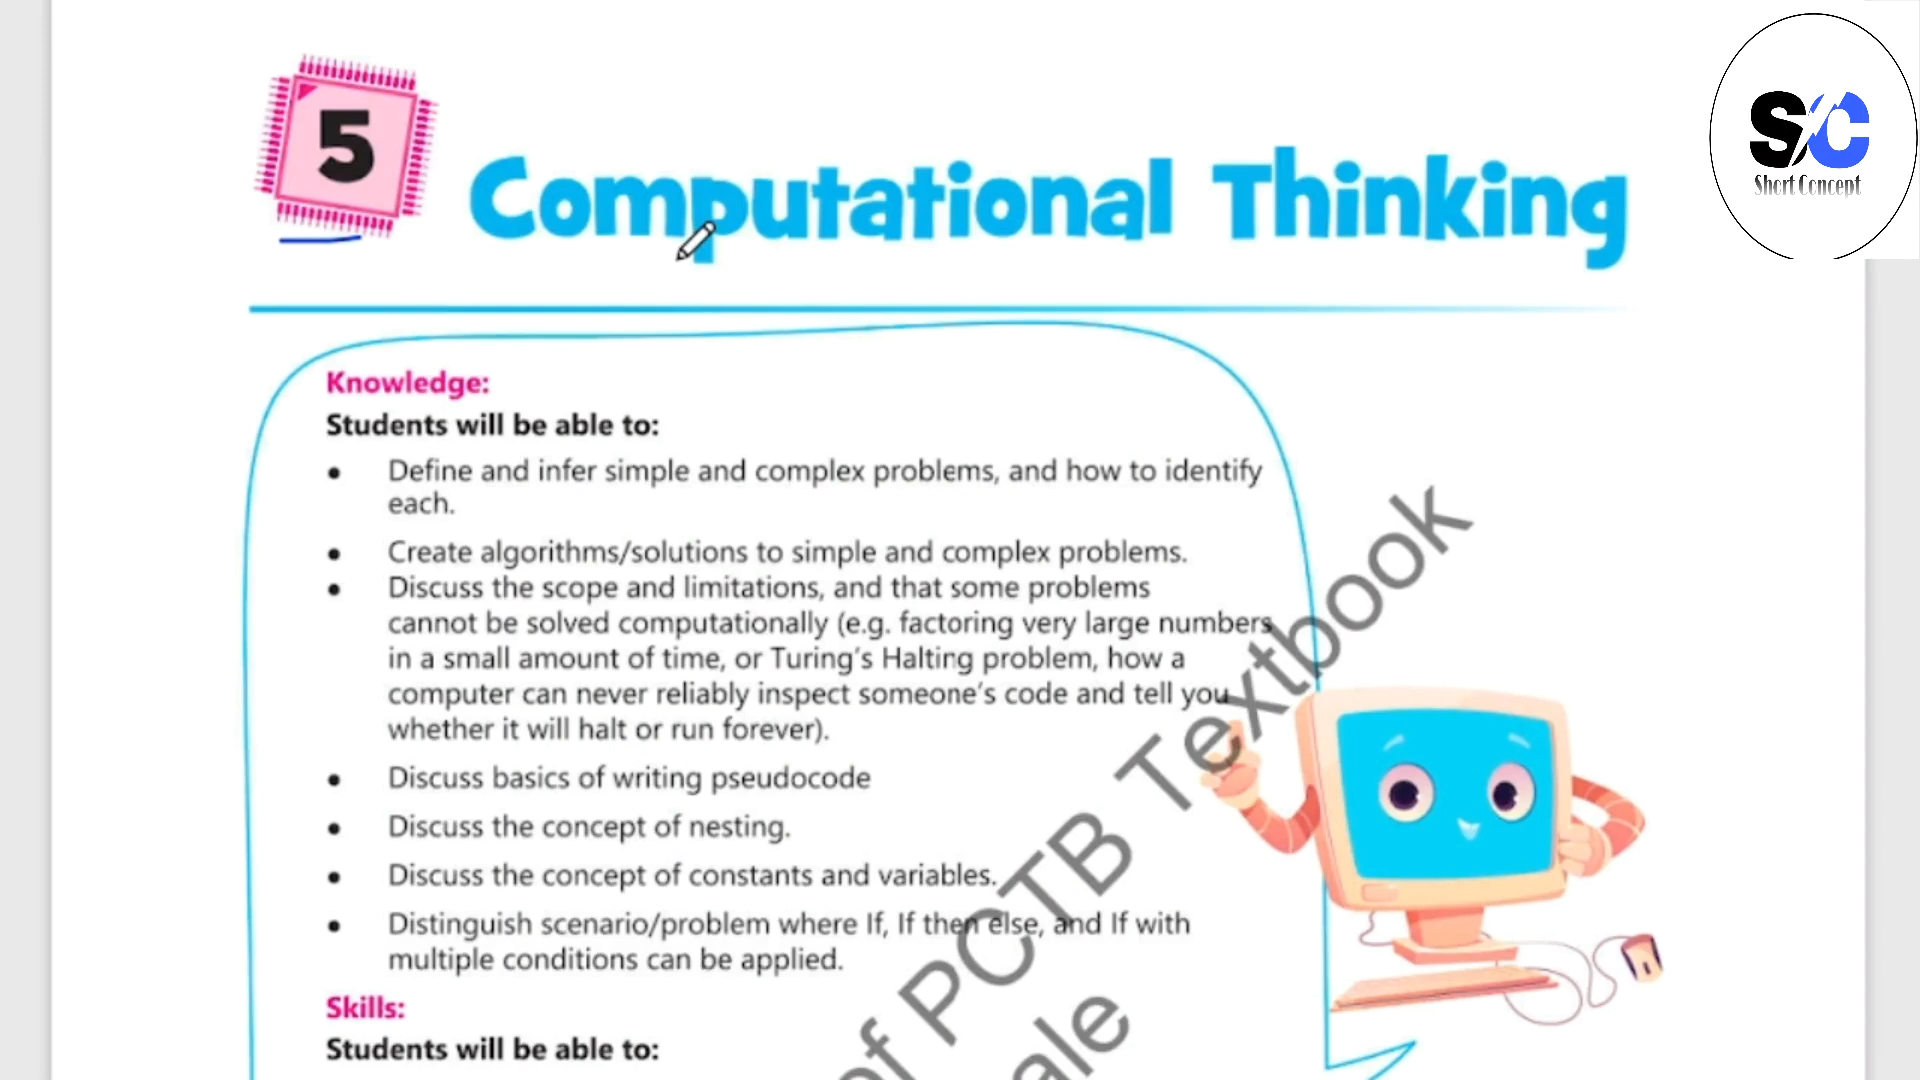 5
Computational Thinking
SC
Short Concept
Knowledge:
Students will be able to:
• Define and infer simple and complex problems, and how to identify
each.
• Create algorithms/solutions to simple and complex problems.
• Discuss the scope and limitations, and that some problems
cannot be solved computationally (e.g. factoring very large numbers
in a small amount of time, or Turing's Halting problem, how a
computer can never reliably inspect someone's code and tell you
whether it will halt or run forever).
• Discuss basics of writing pseudocode
• Discuss the concept of nesting.
• Discuss the concept of constants and variables.
• Distinguish scenario/problem where If, If then else, and If with
multiple conditions can be applied.
Skills:
Students will be able to:
of PCTB Textbook
ale